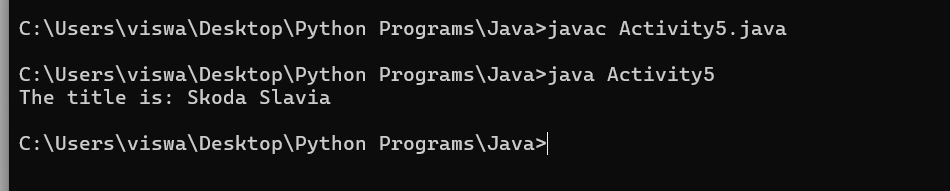 C:\Users\viswa\Desktop\Python Programs\Java>javac Activity5.java
C:\Users\viswa\Desktop\Python Programs\Java>java Activity5
The title is: Skoda Slavia
C:\Users\viswa\Desktop\Python Programs\Java>